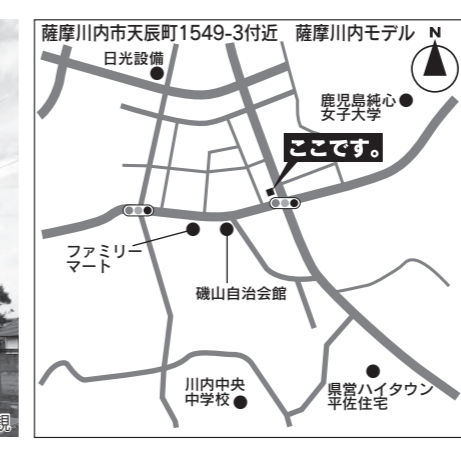 薩摩川内市天辰町1549-3付近　薩摩川内モデル
N
日光設備
鹿児島純心
女子大学
ここです。
ファミリー
マート
磯山自治会館
川内中央
中学校
県営ハイタウン
平佐住宅
観